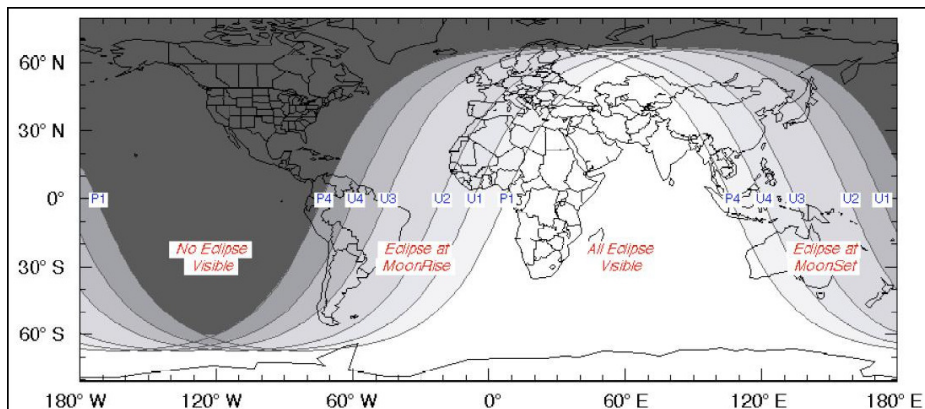 60° N
30° N
0°
30° S
60° S
P1 P4 U4 U3 U2 U1 P1 P4 U4 U3 U2 U1
No Eclipse
Visible
Eclipse at
MoonRise
All Eclipse
Visible
Eclipse at
MoonSet
180° W 120° W 60° W 0° 60° E 120° E 180° E